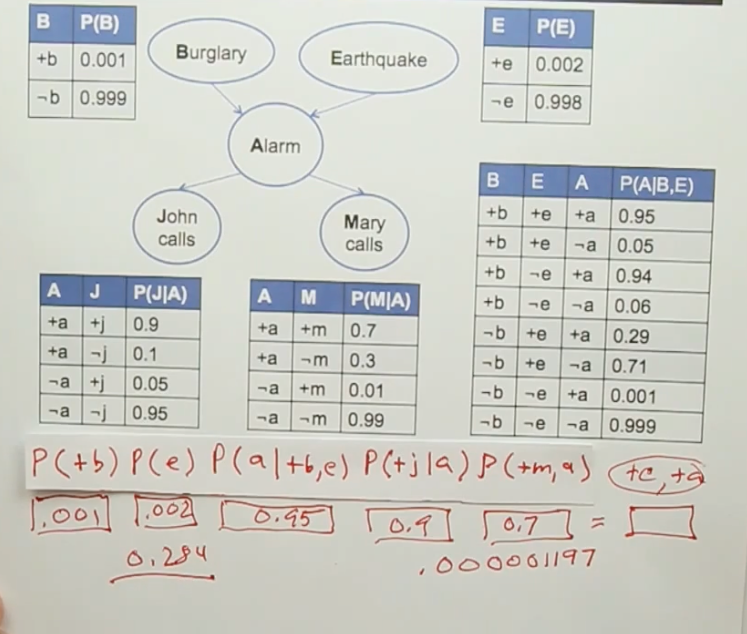 B P(B)
+b 0.001
¬b 0.999
Burglary
Earthquake
E P(E)
+e 0.002
¬e 0.998
Alarm
John
calls
Mary
calls
B E A P(A|B,E)
+b +e +a 0.95
+b +e ¬a 0.05
+b ¬e +a 0.94
+b ¬e ¬a 0.06
¬b +e +a 0.29
¬b +e ¬a 0.71
¬b ¬e +a 0.001
¬b ¬e ¬a 0.999
A J P(J|A)
+a +j 0.9
+a ¬j 0.1
¬a +j 0.05
¬a ¬j 0.95
A M P(M|A)
+a +m 0.7
+a ¬m 0.3
¬a +m 0.01
¬a ¬m 0.99
P(+b) P(e) P(a|+b,e) P(+j|a) P(+m,a) +e,+a
.001 .002 0.95 0.9 0.7 =
0.284 .000001197